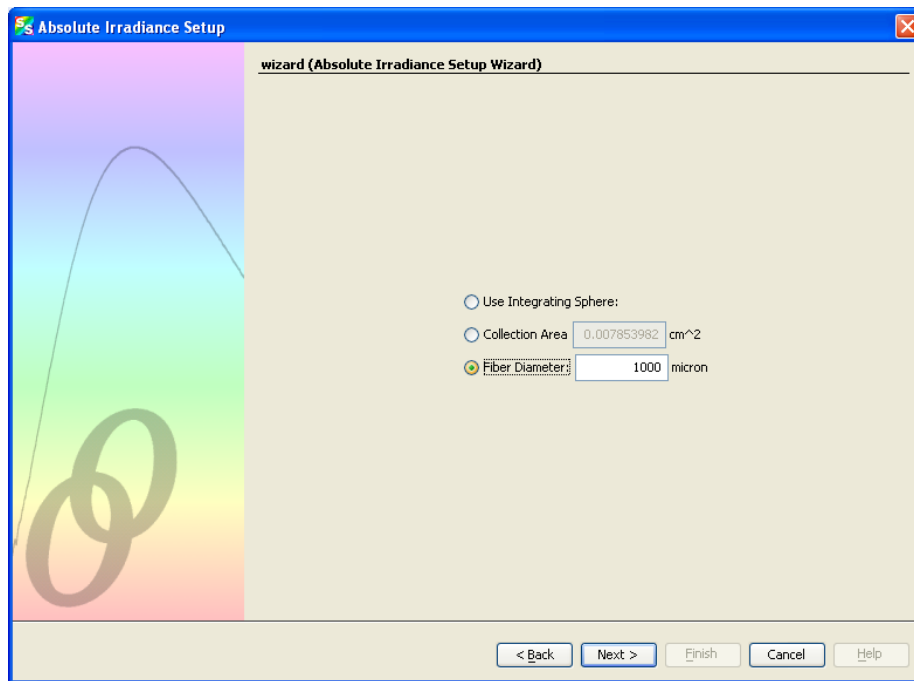 Absolute Irradiance Setup
wizard (Absolute Irradiance Setup Wizard)
Use Integrating Sphere:
Collection Area 0.007853982 cm^2
Fiber Diameter: 1000 micron
< Back Next > Finish Cancel Help